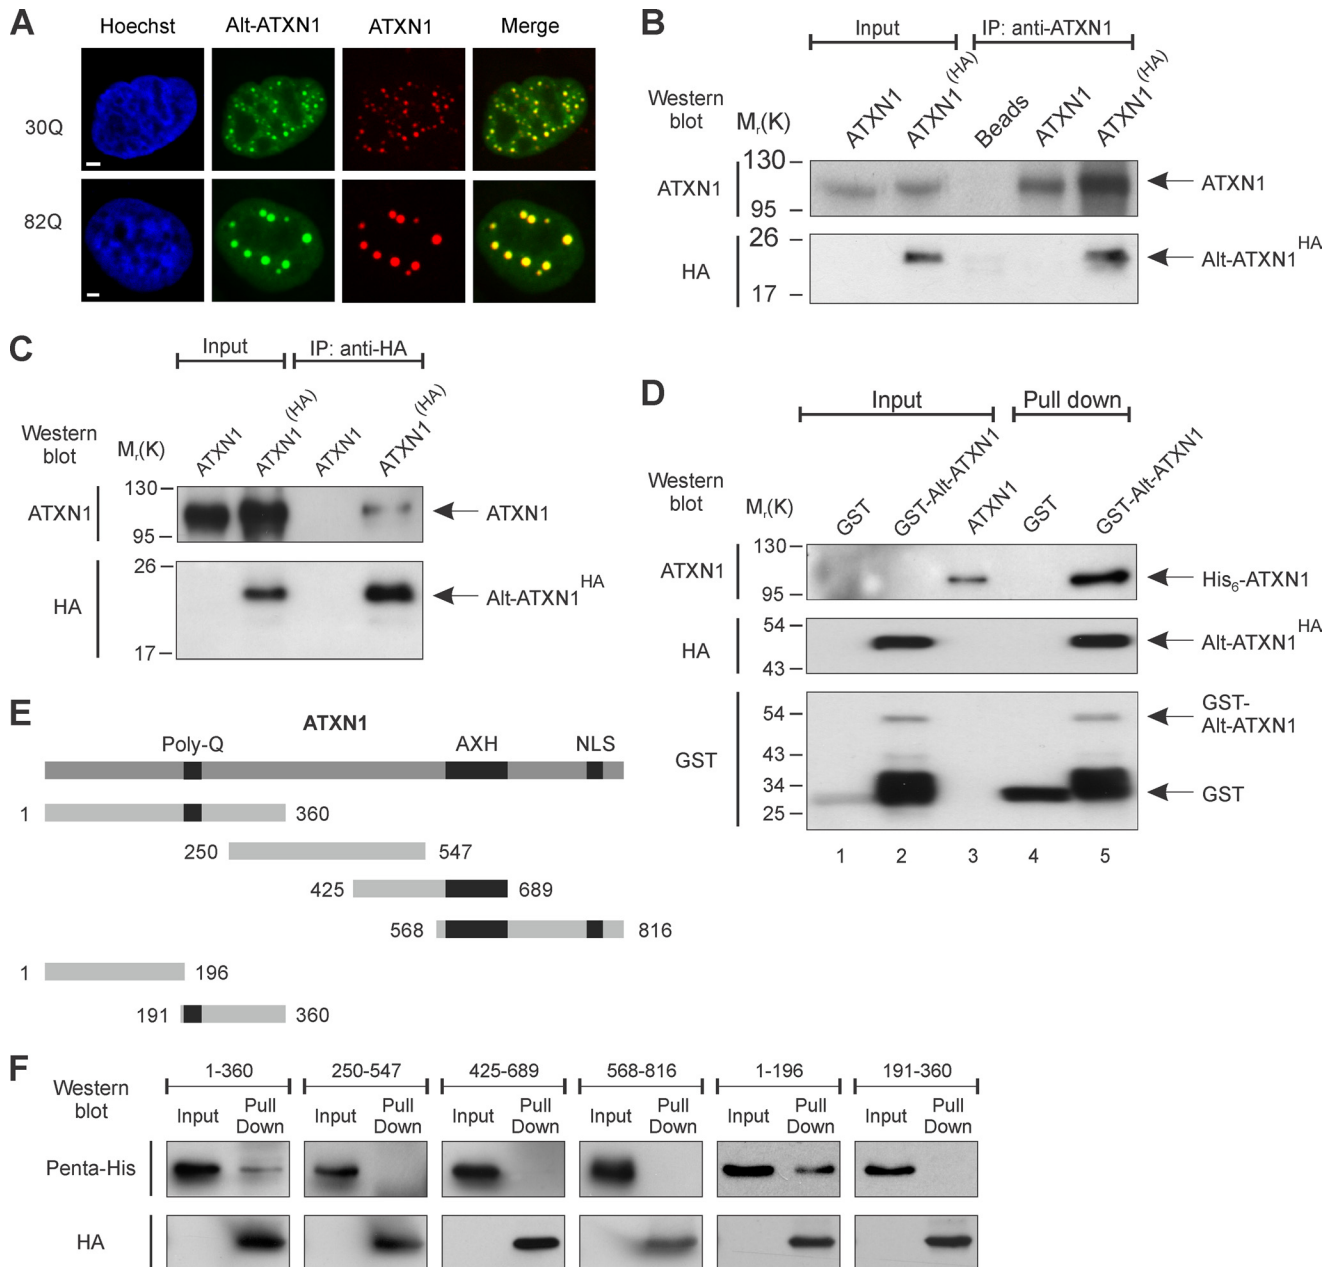 A
Hoechst Alt-ATXN1 ATXN1 Merge
30Q
82Q
B
Input IP: anti-ATXN1
Western blot
Mr(K)
ATXN1 ATXN1(HA) Beads ATXN1 ATXN1(HA)
130
ATXN1
ATXN1
95
26
HA
Alt-ATXN1HA
17
C
Input IP: anti-HA
Western blot
Mr(K)
ATXN1 ATXN1(HA) ATXN1 ATXN1(HA)
130
ATXN1
ATXN1
95
26
HA
Alt-ATXN1HA
17
D
Input Pull down
Western blot
Mr(K)
GST GST-Alt-ATXN1 ATXN1 GST GST-Alt-ATXN1
130
ATXN1
His6-ATXN1
95
54
HA
Alt-ATXN1HA
43
54
GST-Alt-ATXN1
43
GST
34
GST
25
1 2 3 4 5
E
ATXN1
Poly-Q AXH NLS
1 360
250 547
425 689
568 816
1 196
191 360
F
Western blot
1-360 250-547 425-689 568-816 1-196 191-360
Input Pull Down Input Pull Down Input Pull Down Input Pull Down Input Pull Down Input Pull Down
Penta-His
HA